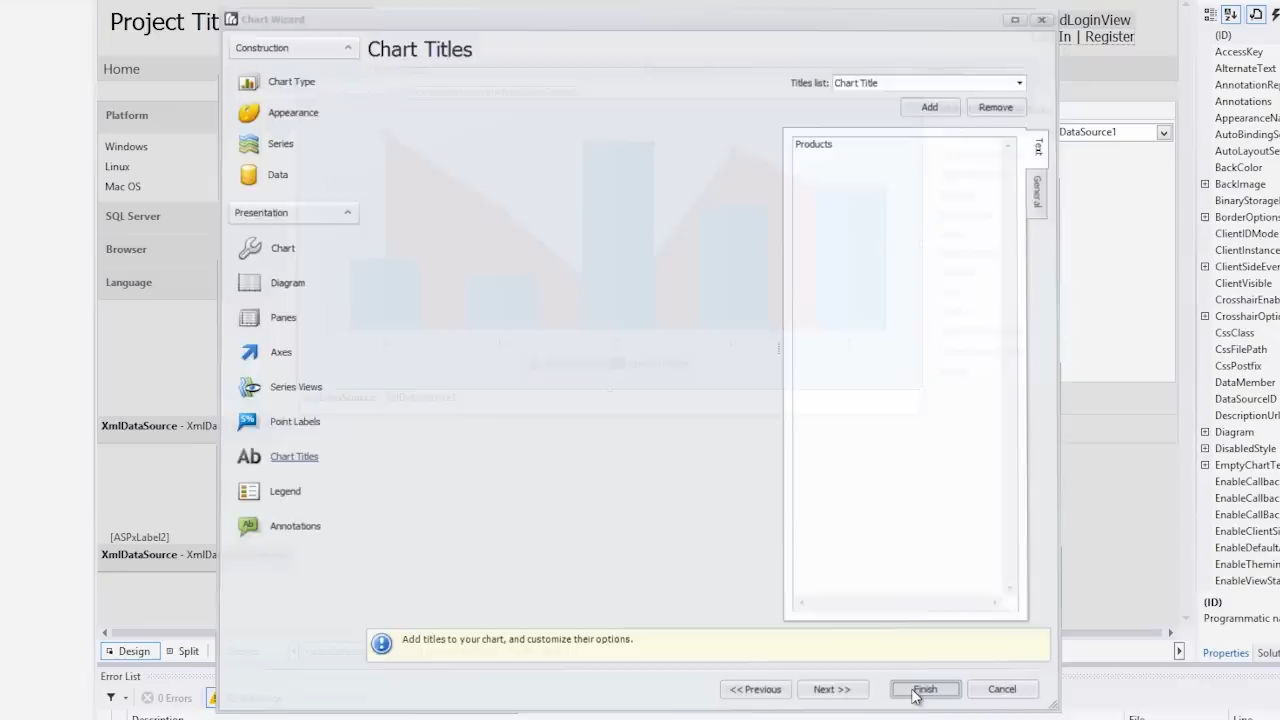 Project Tit
Chart Wizard
dLoginView
In | Register
Home
Platform
Windows
Linux
Mac OS
SQL Server
Browser
Language
XmlDataSource - XmlDa
[ASPxLabel2]
XmlDataSource - XmlDa
Design
Split
Error List
0 Errors
Description
File
Line
Construction
Chart Type
Appearance
Series
Data
Presentation
Chart
Diagram
Panes
Axes
Series Views
Point Labels
Chart Titles
Legend
Annotations
Chart Titles
Titles list:
Chart Title
Add
Remove
Products
Text
General
Add titles to your chart, and customize their options.
<< Previous
Next >>
Finish
Cancel
DataSource1
(ID)
AccessKey
AlternateText
AnnotationRep
Annotations
AppearanceNa
AutoBindingSe
AutoLayoutSe
BackColor
BackImage
BinaryStorageI
BorderOptions
ClientIDMode
ClientInstance
ClientSideEver
ClientVisible
CrosshairEnab
CrosshairOptic
CssClass
CssFilePath
CssPostfix
DataMember
DataSourceID
DescriptionUrl
Diagram
DisabledStyle
EmptyChartTe
EnableCallbac
EnableCallbac
EnableCallBac
EnableClientSi
EnableDefault
EnableThemin
EnableViewSta
(ID)
Programmatic n
Properties
Solut